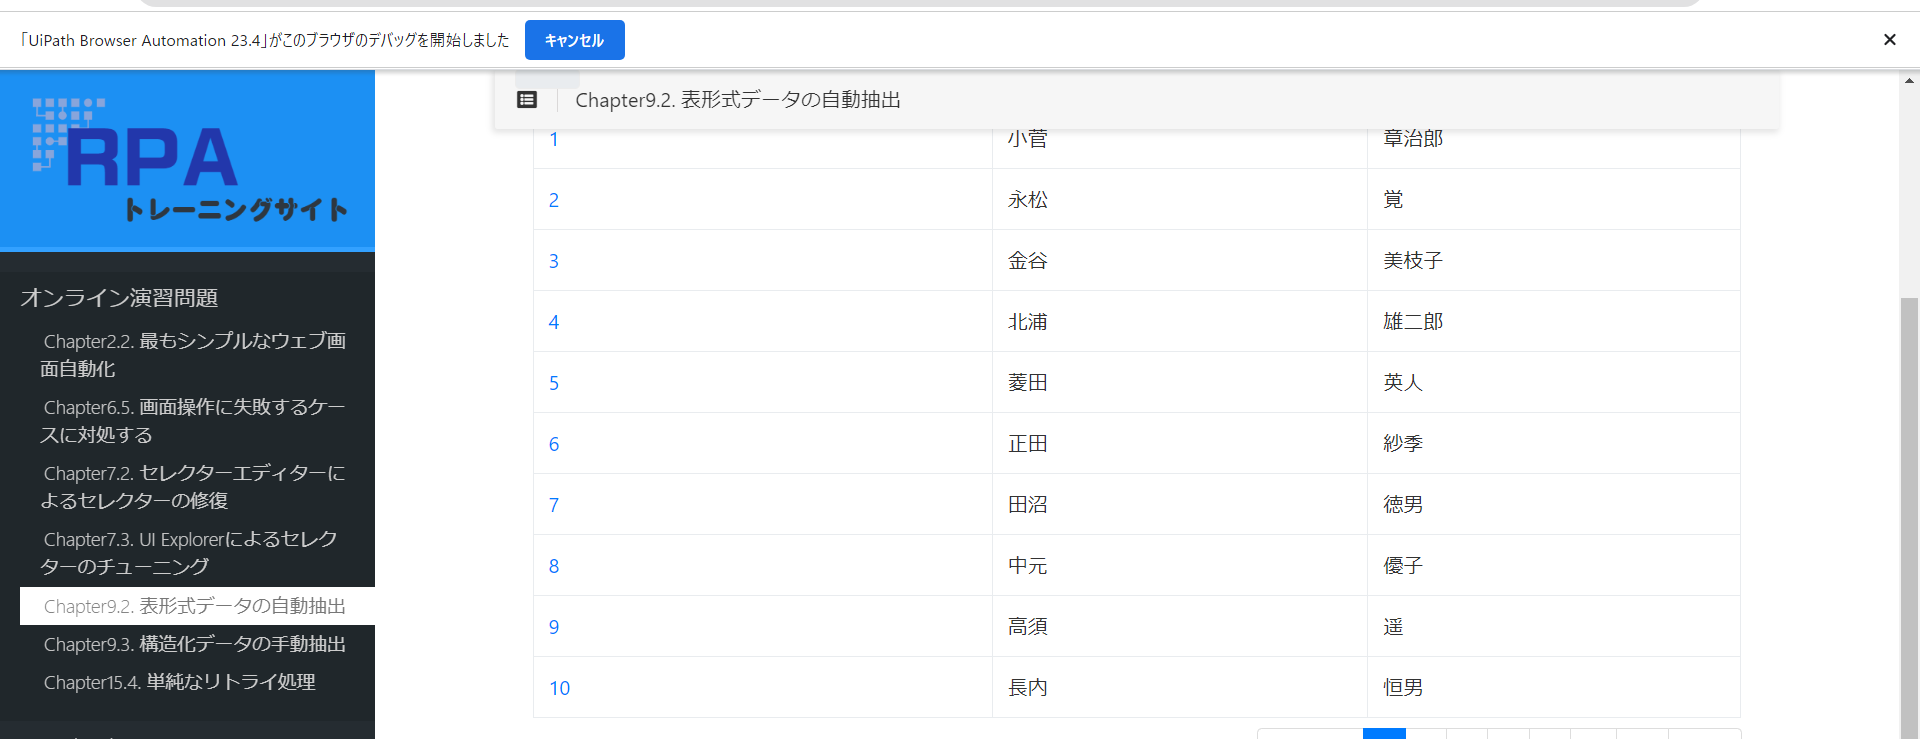 「UiPath Browser Automation 23.4」がこのブラウザのデバッグを開始しました キャンセル
RPA
トレーニングサイト
オンライン演習問題
Chapter2.2. 最もシンプルなウェブ画
面自動化
Chapter6.5. 画面操作に失敗するケー
スに対処する
Chapter7.2. セレクターエディターに
よるセレクターの修復
Chapter7.3. UI Explorerによるセレク
ターのチューニング
Chapter9.2. 表形式データの自動抽出
Chapter9.3. 構造化データの手動抽出
Chapter15.4. 単純なリトライ処理
Chapter9.2. 表形式データの自動抽出
1 小菅 章治郎
2 永松 覚
3 金谷 美枝子
4 北浦 雄二郎
5 菱田 英人
6 正田 紗季
7 田沼 徳男
8 中元 優子
9 高須 遥
10 長内 恒男